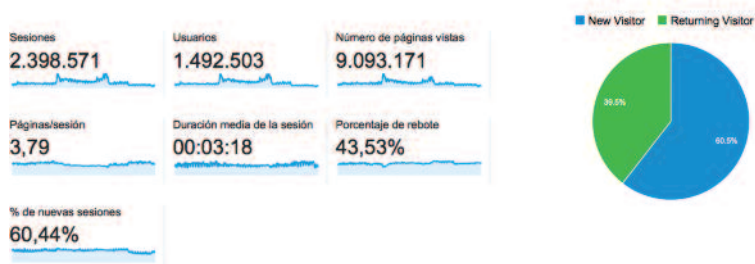 Sesiones
2.398.571
Usuarios
1.492.503
Número de páginas vistas
9.093.171
Páginas/sesión
3,79
Duración media de la sesión
00:03:18
Porcentaje de rebote
43,53%
% de nuevas sesiones
60,44%
New Visitor
Returning Visitor
39.5%
60.5%